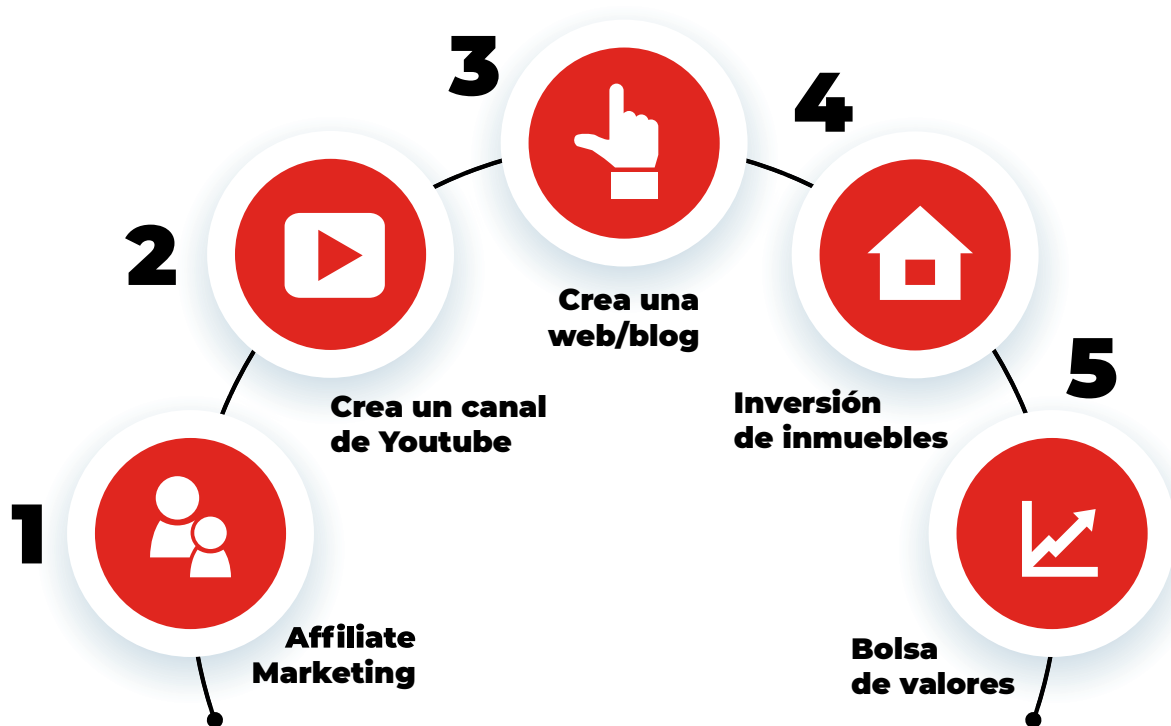 1
Affiliate
Marketing
2
Crea un canal
de Youtube
3
Crea una
web/blog
4
Inversión
de inmuebles
5
Bolsa
de valores